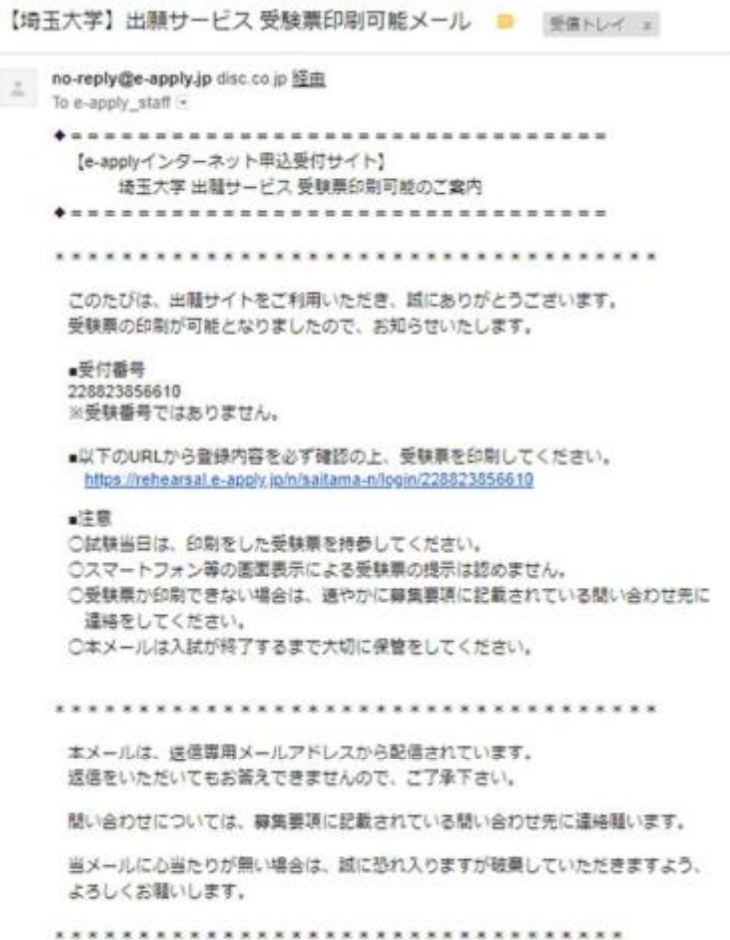 【埼玉大学】出願サービス 受験票印刷可能メール
受信トレイ x
no-reply@e-apply.jp disc.co.jp 経由
To e-apply_staff
◆＝＝＝＝＝＝＝＝＝＝＝＝＝＝＝＝＝＝＝＝＝＝＝＝＝＝＝＝＝＝＝＝
【e-applyインターネット申込受付サイト】
埼玉大学 出願サービス 受験票印刷可能のご案内
◆＝＝＝＝＝＝＝＝＝＝＝＝＝＝＝＝＝＝＝＝＝＝＝＝＝＝＝＝＝＝＝＝
＊＊＊＊＊＊＊＊＊＊＊＊＊＊＊＊＊＊＊＊＊＊＊＊＊＊＊＊＊＊＊＊＊＊＊＊
このたびは、出願サイトをご利用いただき、誠にありがとうございます。
受験票の印刷が可能となりましたので、お知らせいたします。
■受付番号
228823856610
※受験番号ではありません。
■以下のURLから登録内容を必ず確認の上、受験票を印刷してください。
https://rehearsal.e-apply.jp/n/saitama-n/login/228823856610
■注意
○試験当日は、印刷をした受験票を持参してください。
○スマートフォン等の画面表示による受験票の提示は認めません。
○受験票が印刷できない場合は、速やかに募集要項に記載されている問い合わせ先に
連絡をしてください。
○本メールは入試が終了するまで大切に保管をしてください。
＊＊＊＊＊＊＊＊＊＊＊＊＊＊＊＊＊＊＊＊＊＊＊＊＊＊＊＊＊＊＊＊＊＊＊＊
本メールは、送信専用メールアドレスから配信されています。
返信をいただいてもお答えできませんので、ご了承下さい。
問い合わせについては、募集要項に記載されている問い合わせ先に連絡願います。
当メールに心当たりが無い場合は、誠に恐れ入りますが破棄していただきますよう、
よろしくお願いします。
＊＊＊＊＊＊＊＊＊＊＊＊＊＊＊＊＊＊＊＊＊＊＊＊＊＊＊＊＊＊＊＊＊＊